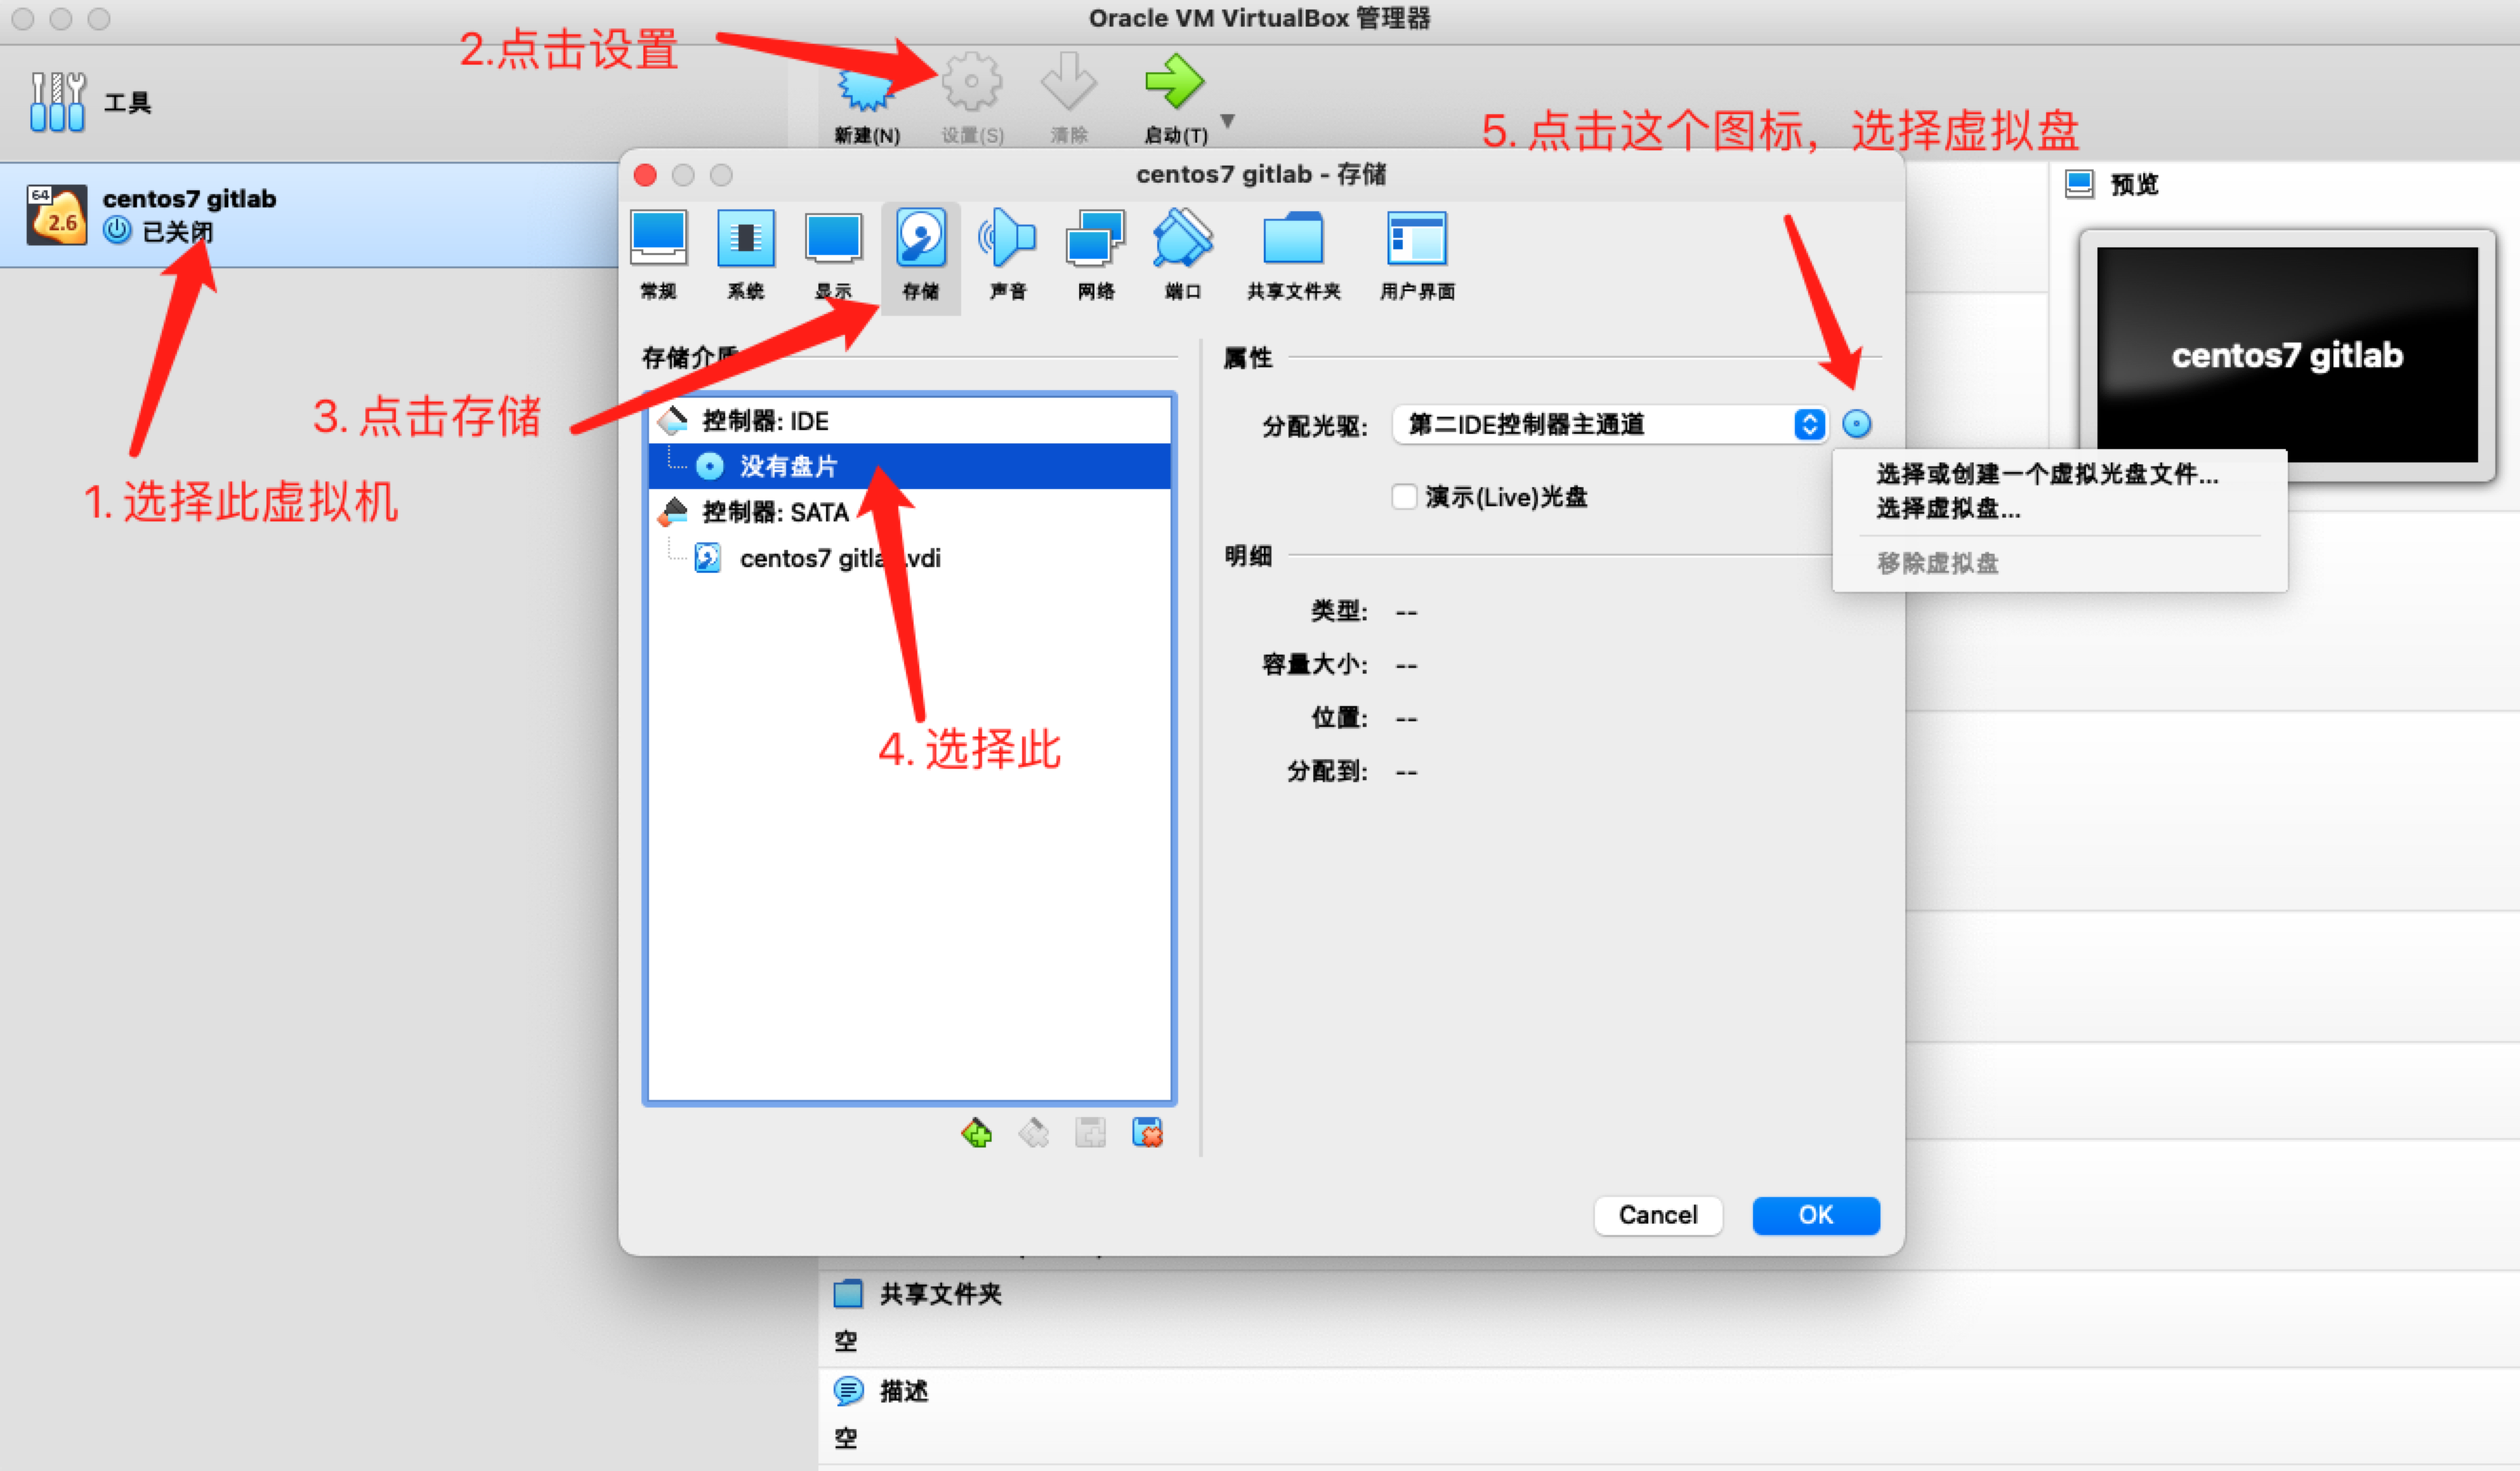 Oracle VM VirtualBox 管理器
2.点击设置
工具
新建(N)
设置(S)
清除
启动(T)
5. 点击这个图标，选择虚拟盘
centos7 gitlab - 存储
预览
64
2.6
centos7 gitlab
已关闭
常规
系统
显示
存储
声音
网络
端口
共享文件夹
用户界面
centos7 gitlab
存储介质
属性
3. 点击存储
控制器: IDE
分配光驱:
第二IDE控制器主通道
没有盘片
选择或创建一个虚拟光盘文件...
1. 选择此虚拟机
演示(Live)光盘
选择虚拟盘...
控制器: SATA
centos7 gitlab.vdi
明细
移除虚拟盘
类型: --
容量大小: --
位置: --
4. 选择此
分配到: --
Cancel
OK
共享文件夹
空
描述
空